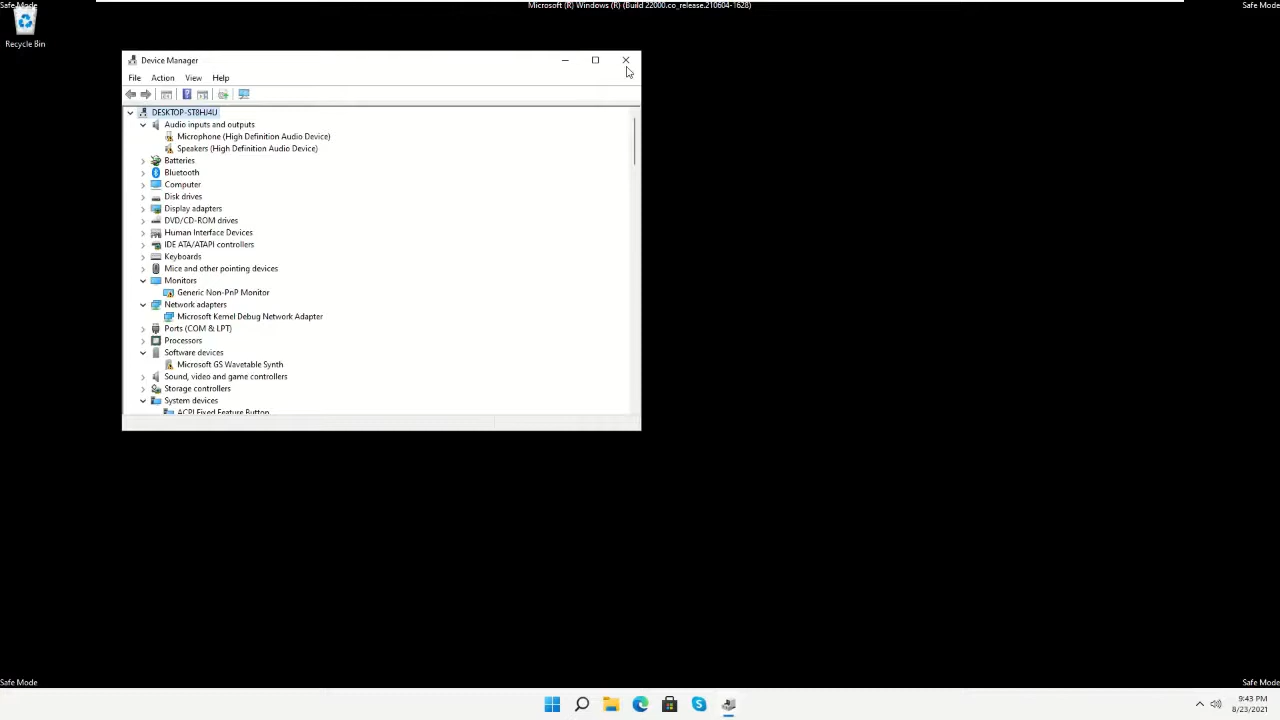 Safe Mode
Microsoft (R) Windows (R) (Build 22000.co_release.210604-1628)
Safe Mode
Recycle Bin
Device Manager
File Action View Help
DESKTOP-ST8HJ4U
Audio inputs and outputs
Microphone (High Definition Audio Device)
Speakers (High Definition Audio Device)
Batteries
Bluetooth
Computer
Disk drives
Display adapters
DVD/CD-ROM drives
Human Interface Devices
IDE ATA/ATAPI controllers
Keyboards
Mice and other pointing devices
Monitors
Generic Non-PnP Monitor
Network adapters
Microsoft Kernel Debug Network Adapter
Ports (COM & LPT)
Processors
Software devices
Microsoft GS Wavetable Synth
Sound, video and game controllers
Storage controllers
System devices
ACPI Fixed Feature Button
Safe Mode
Safe Mode
9:43 PM
8/23/2021